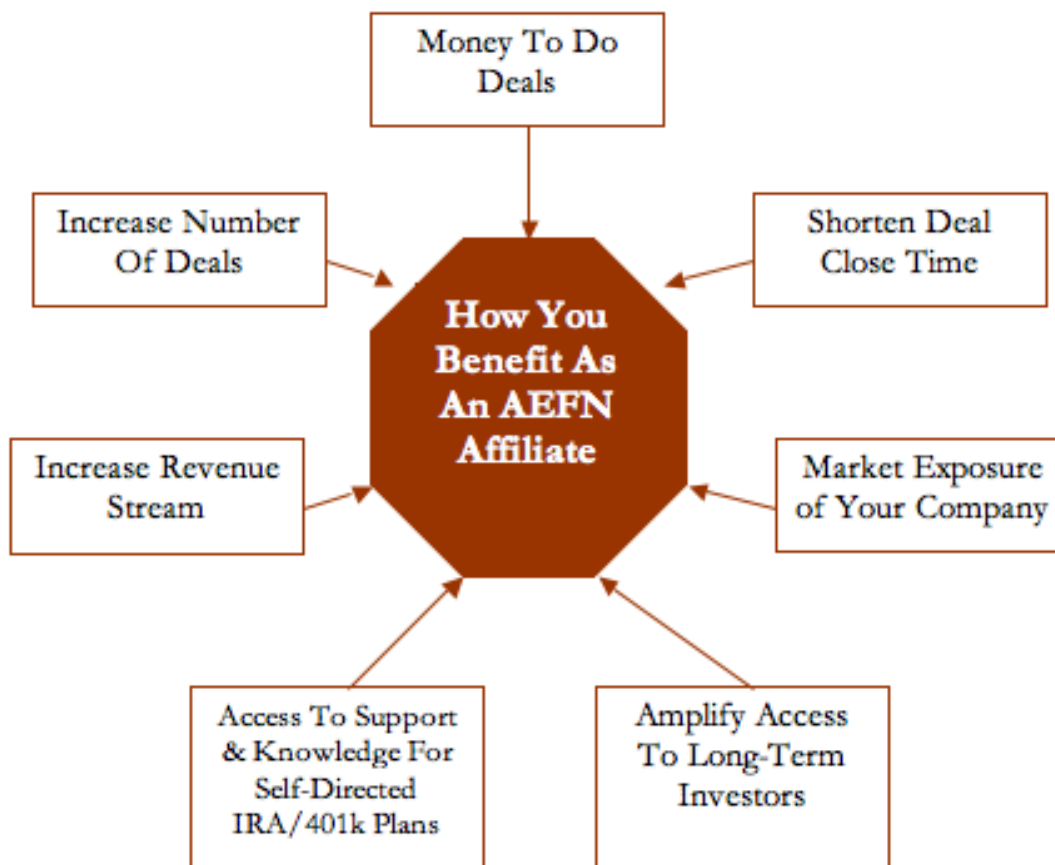 Money To Do
Deals
Increase Number
Of Deals
Shorten Deal
Close Time
How You
Benefit As
An AEFN
Affiliate
Increase Revenue
Stream
Market Exposure
of Your Company
Access To Support
& Knowledge For
Self-Directed
IRA/401k Plans
Amplify Access
To Long-Term
Investors